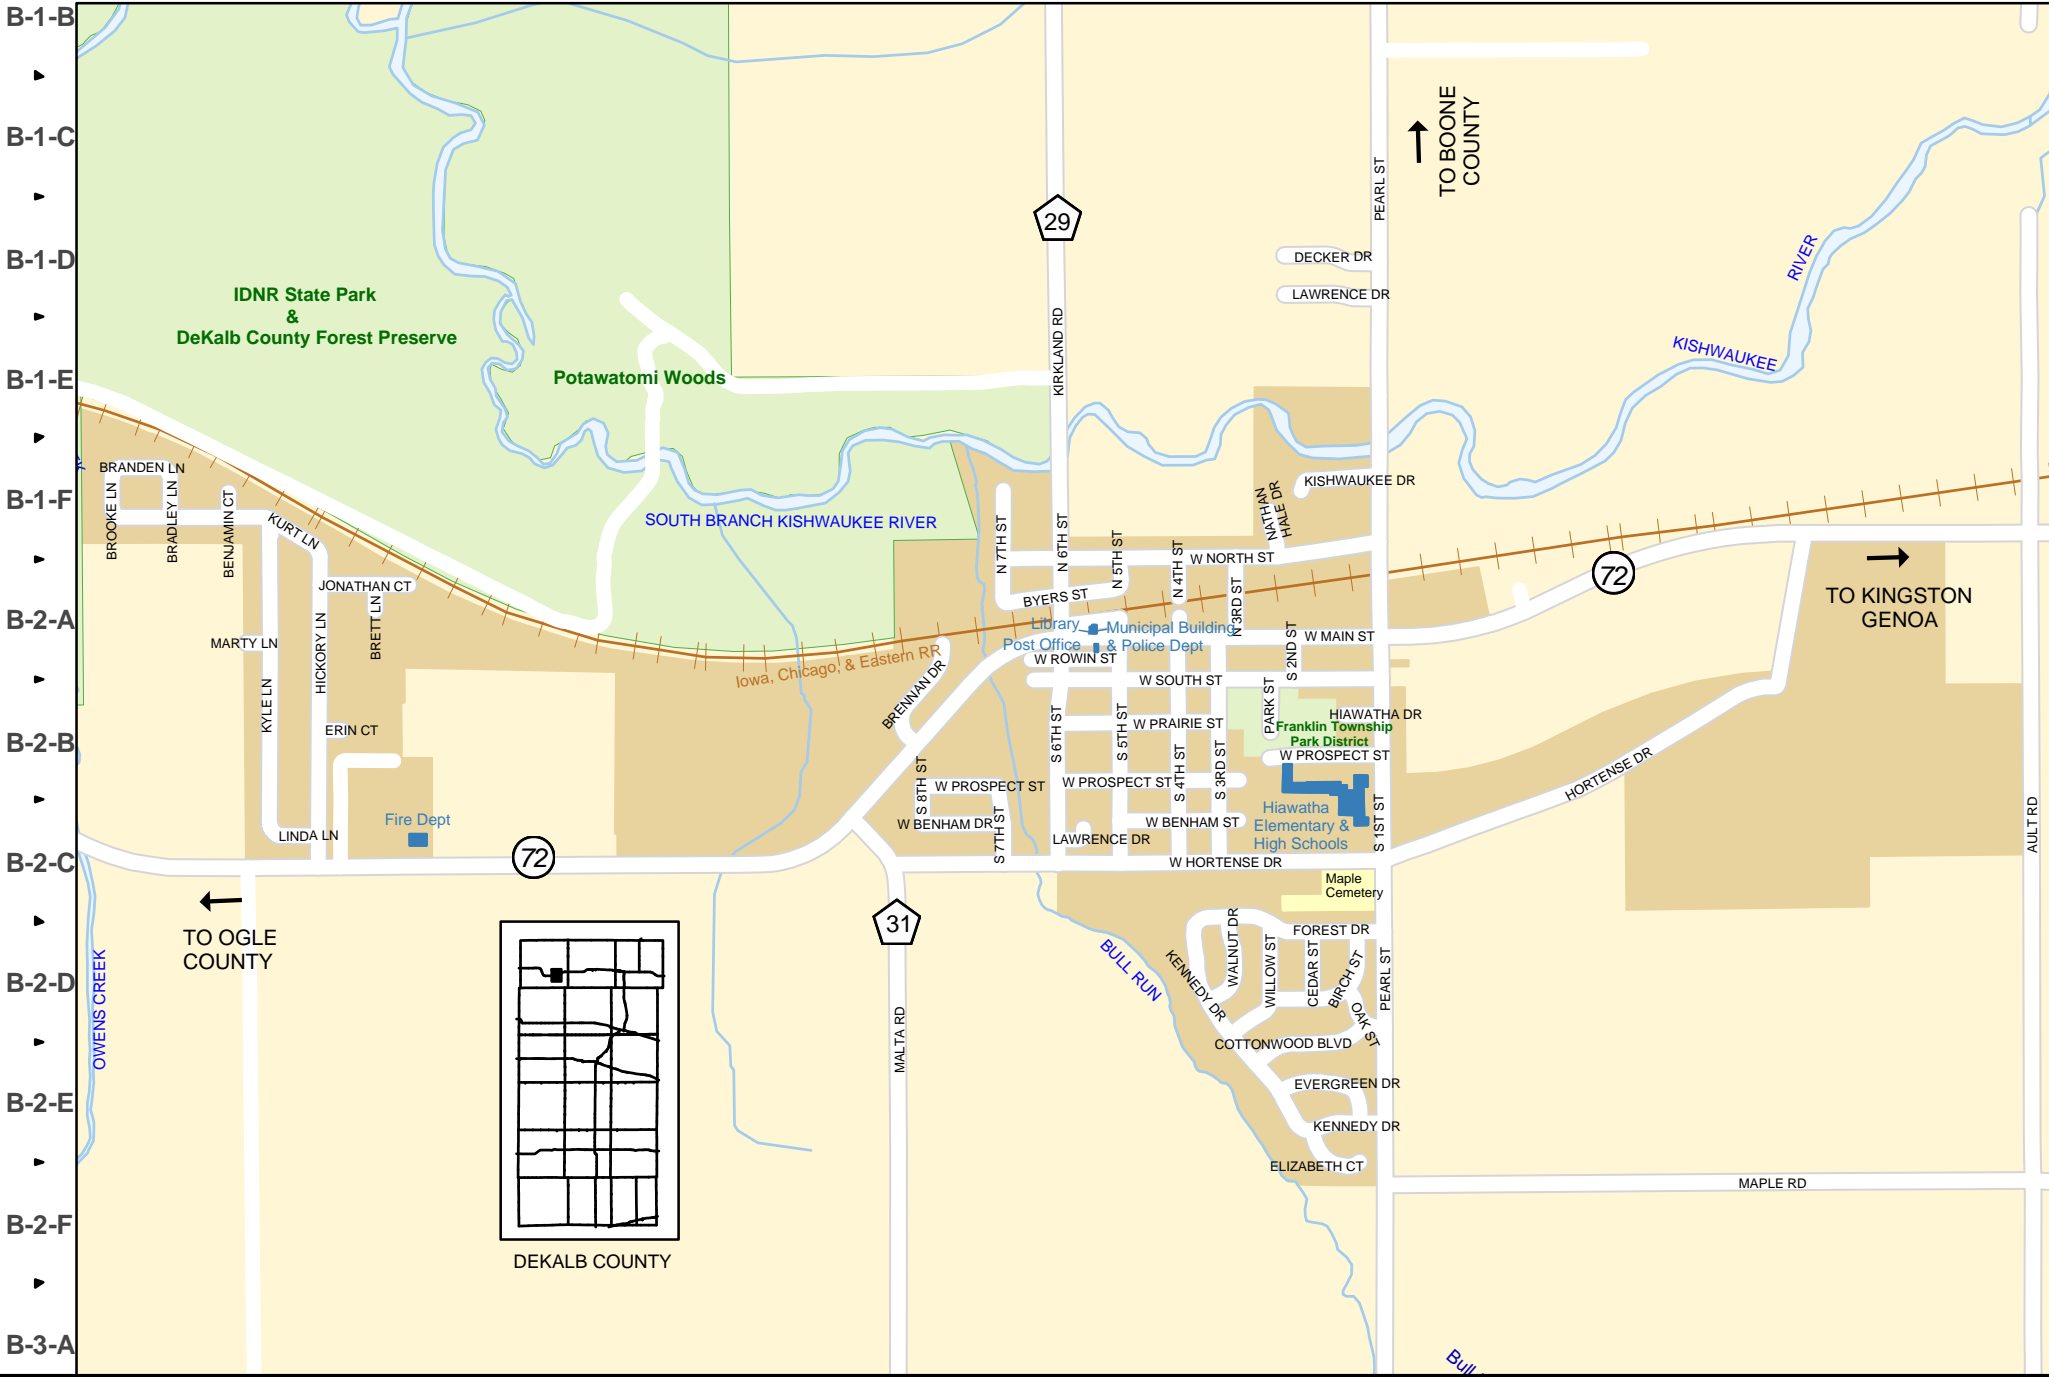 B-1-B
B-1-C
B-1-D
B-1-E
B-1-F
B-2-A
B-2-B
B-2-C
B-2-D
B-2-E
B-2-F
B-3-A
TO BOONE
COUNTY
PEARL ST
29
DECKER DR
LAWRENCE DR
RIVER
KISHWAUKEE
IDNR State Park
&
DeKalb County Forest Preserve
Potawatomi Woods
KIRKLAND RD
BRANDEN LN
BROOKE LN
BRADLEY LN
BENJAMIN CT
KURT LN
SOUTH BRANCH KISHWAUKEE RIVER
KISHWAUKEE DR
NATHAN
HALE DR
N 7TH ST
N 6TH ST
N 5TH ST
N 4TH ST
W NORTH ST
N 3RD ST
BYERS ST
72
TO KINGSTON
GENOA
JONATHAN CT
BRETT LN
HICKORY LN
MARTY LN
KYLE LN
ERIN CT
LINDA LN
Library
Municipal Building
Post Office
& Police Dept
W MAIN ST
W ROWIN ST
S 2ND ST
Iowa, Chicago, & Eastern RR
BRENNAN DR
W SOUTH ST
PARK ST
HIAWATHA DR
Franklin Township
Park District
W PRAIRIE ST
S 6TH ST
S 5TH ST
S 4TH ST
S 3RD ST
W PROSPECT ST
W PROSPECT ST
W PROSPECT ST
S 8TH ST
S 7TH ST
W BENHAM DR
W BENHAM ST
LAWRENCE DR
Hiawatha
Elementary &
High Schools
S 1ST ST
HORTENSE DR
AULT RD
Fire Dept
72
W HORTENSE DR
Maple
Cemetery
TO OGLE
COUNTY
31
OWENS CREEK
BULL RUN
MALTA RD
KENNEDY DR
WALNUT DR
WILLOW ST
CEDAR ST
BIRCH ST
FOREST DR
OAK ST
PEARL ST
COTTONWOOD BLVD
EVERGREEN DR
KENNEDY DR
ELIZABETH CT
MAPLE RD
DEKALB COUNTY